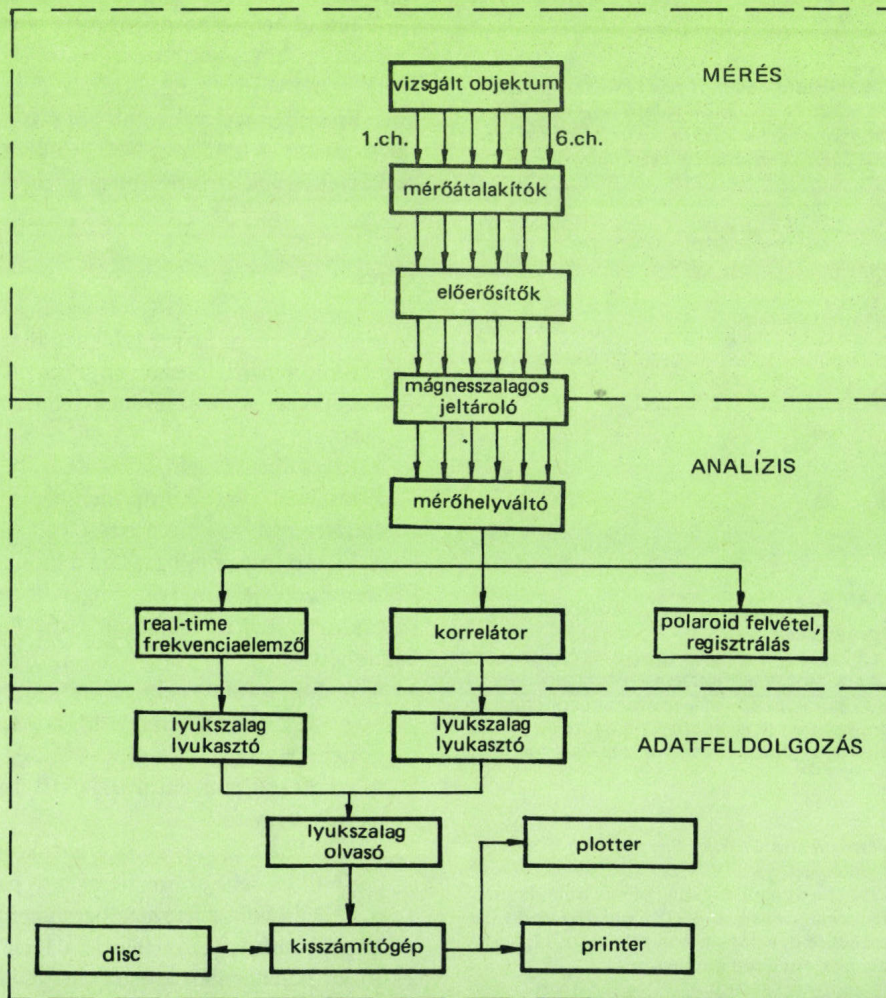 MÉRÉS
vizsgált objektum
1.ch.
6.ch.
mérőátalakítók
előerősítők
mágnesszalagos
jeltároló
ANALÍZIS
mérőhelyváltó
real-time
frekvenciaelemző
korrelátor
polaroid felvétel,
regisztrálás
lyukszalag
lyukasztó
lyukszalag
lyukasztó
ADATFELDOLGOZÁS
lyukszalag
olvasó
plotter
disc
kisszámítógép
printer